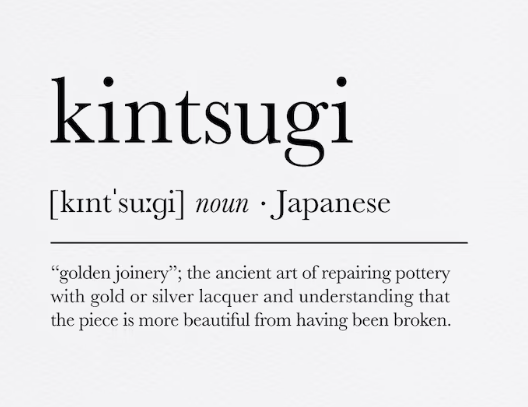 kintsugi
[kɪntˈsuːɡi] noun · Japanese
“golden joinery”; the ancient art of repairing pottery
with gold or silver lacquer and understanding that
the piece is more beautiful from having been broken.